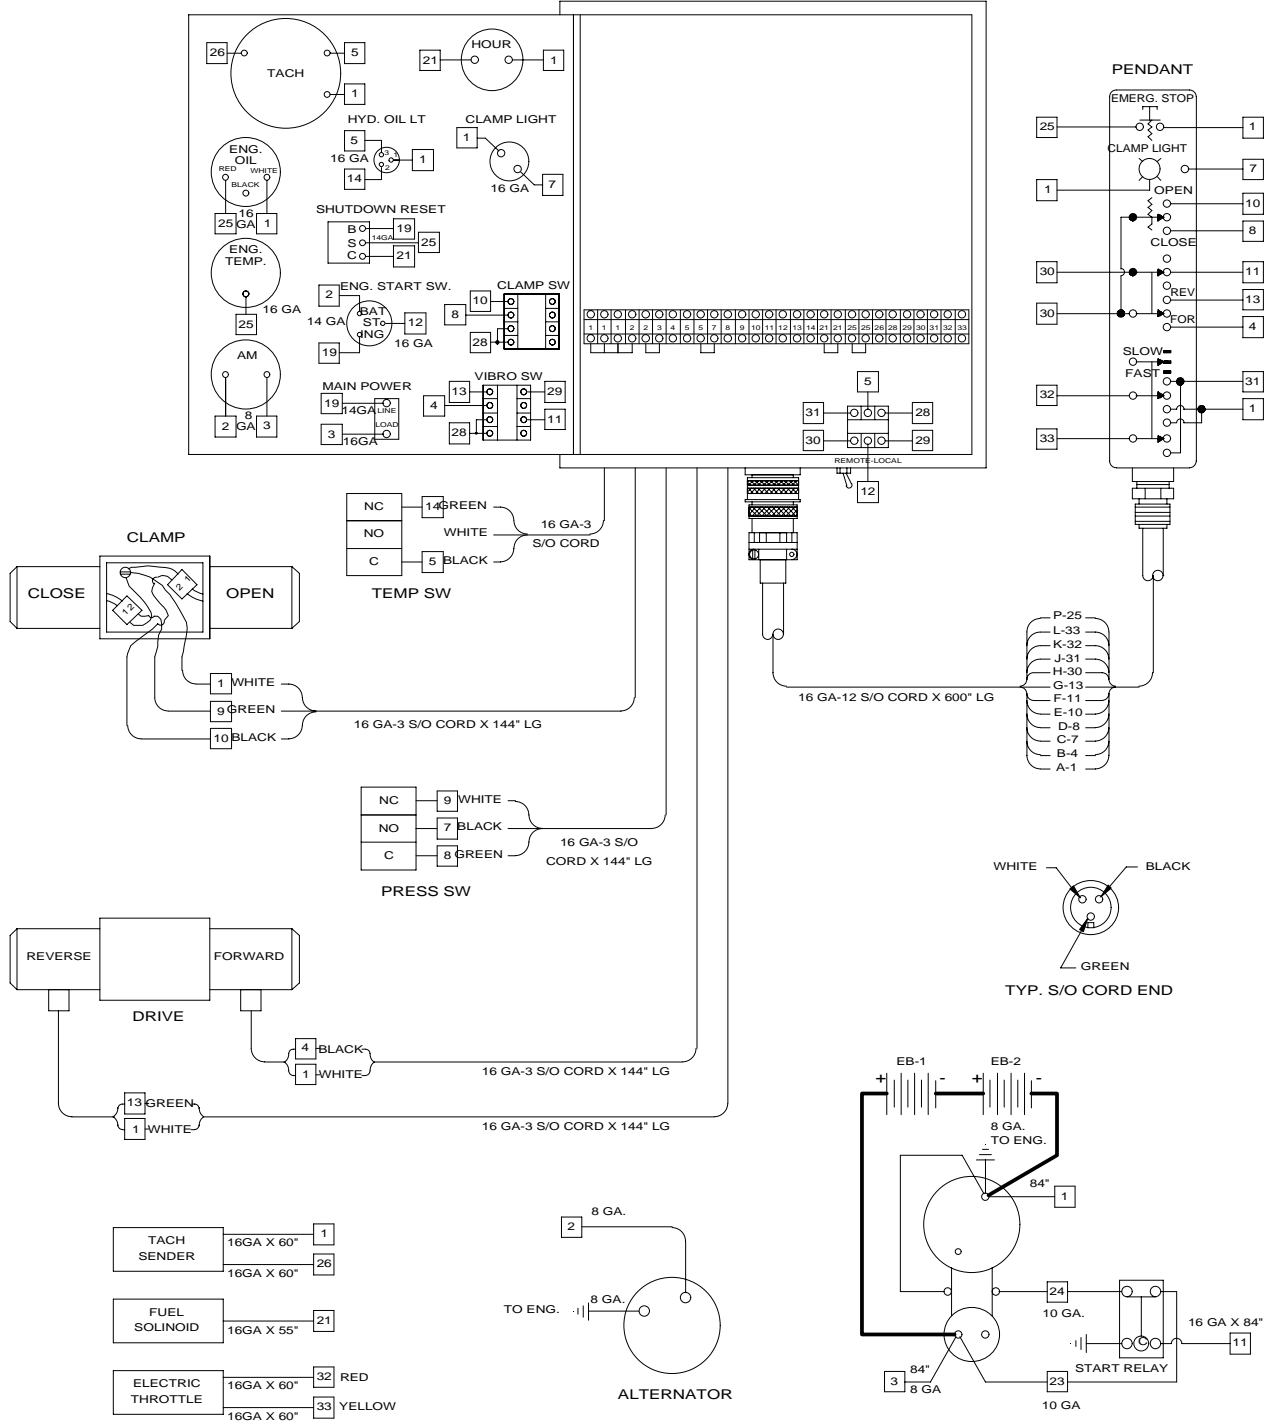 26
TACH
5
1
21
HOUR
1
PENDANT
EMERG. STOP
25
1
CLAMP LIGHT
7
1
OPEN
10
8
CLOSE
30
11
REV
13
30
FOR
4
SLOW
FAST
31
32
1
33
HYD. OIL LT
5
16 GA
3
1
2
1
14
CLAMP LIGHT
1
16 GA
7
ENG.
OIL
RED
WHITE
BLACK
25
16
GA
1
SHUTDOWN RESET
B
19
S
14GA
25
C
21
ENG.
TEMP.
16 GA
25
ENG. START SW.
2
14 GA
BAT
ST
ING
12
16 GA
19
CLAMP SW
10
8
28
AM
2
8
GA
3
MAIN POWER
19
14GA
LINE
LOAD
3
16GA
VIBRO SW
13
29
4
11
28
1 1 1 2 2 3 4 5 5 7 8 9 10 11 12 13 14 21 21 25 25 26 28 29 30 31 32 33
5
31
28
30
29
REMOTE-LOCAL
12
NC
14
GREEN
NO
WHITE
C
5
BLACK
TEMP SW
16 GA-3
S/O CORD
CLAMP
CLOSE
2 1
1 2
OPEN
1
WHITE
9
GREEN
10
BLACK
16 GA-3 S/O CORD X 144" LG
P-25
L-33
K-32
J-31
H-30
G-13
F-11
E-10
D-8
C-7
B-4
A-1
16 GA-12 S/O CORD X 600" LG
NC
9
WHITE
NO
7
BLACK
C
8
GREEN
PRESS SW
16 GA-3 S/O
CORD X 144" LG
WHITE
BLACK
GREEN
TYP. S/O CORD END
REVERSE
FORWARD
DRIVE
4
BLACK
1
WHITE
16 GA-3 S/O CORD X 144" LG
13
GREEN
1
WHITE
16 GA-3 S/O CORD X 144" LG
EB-1
EB-2
+
-
+
-
8 GA.
TO ENG.
84"
1
24
10 GA.
16 GA X 84"
11
START RELAY
3
84"
8 GA
23
10 GA
TACH
SENDER
16GA X 60"
1
16GA X 60"
26
FUEL
SOLINOID
16GA X 55"
21
ELECTRIC
THROTTLE
16GA X 60"
32
RED
16GA X 60"
33
YELLOW
2
8 GA.
TO ENG.
8 GA.
ALTERNATOR